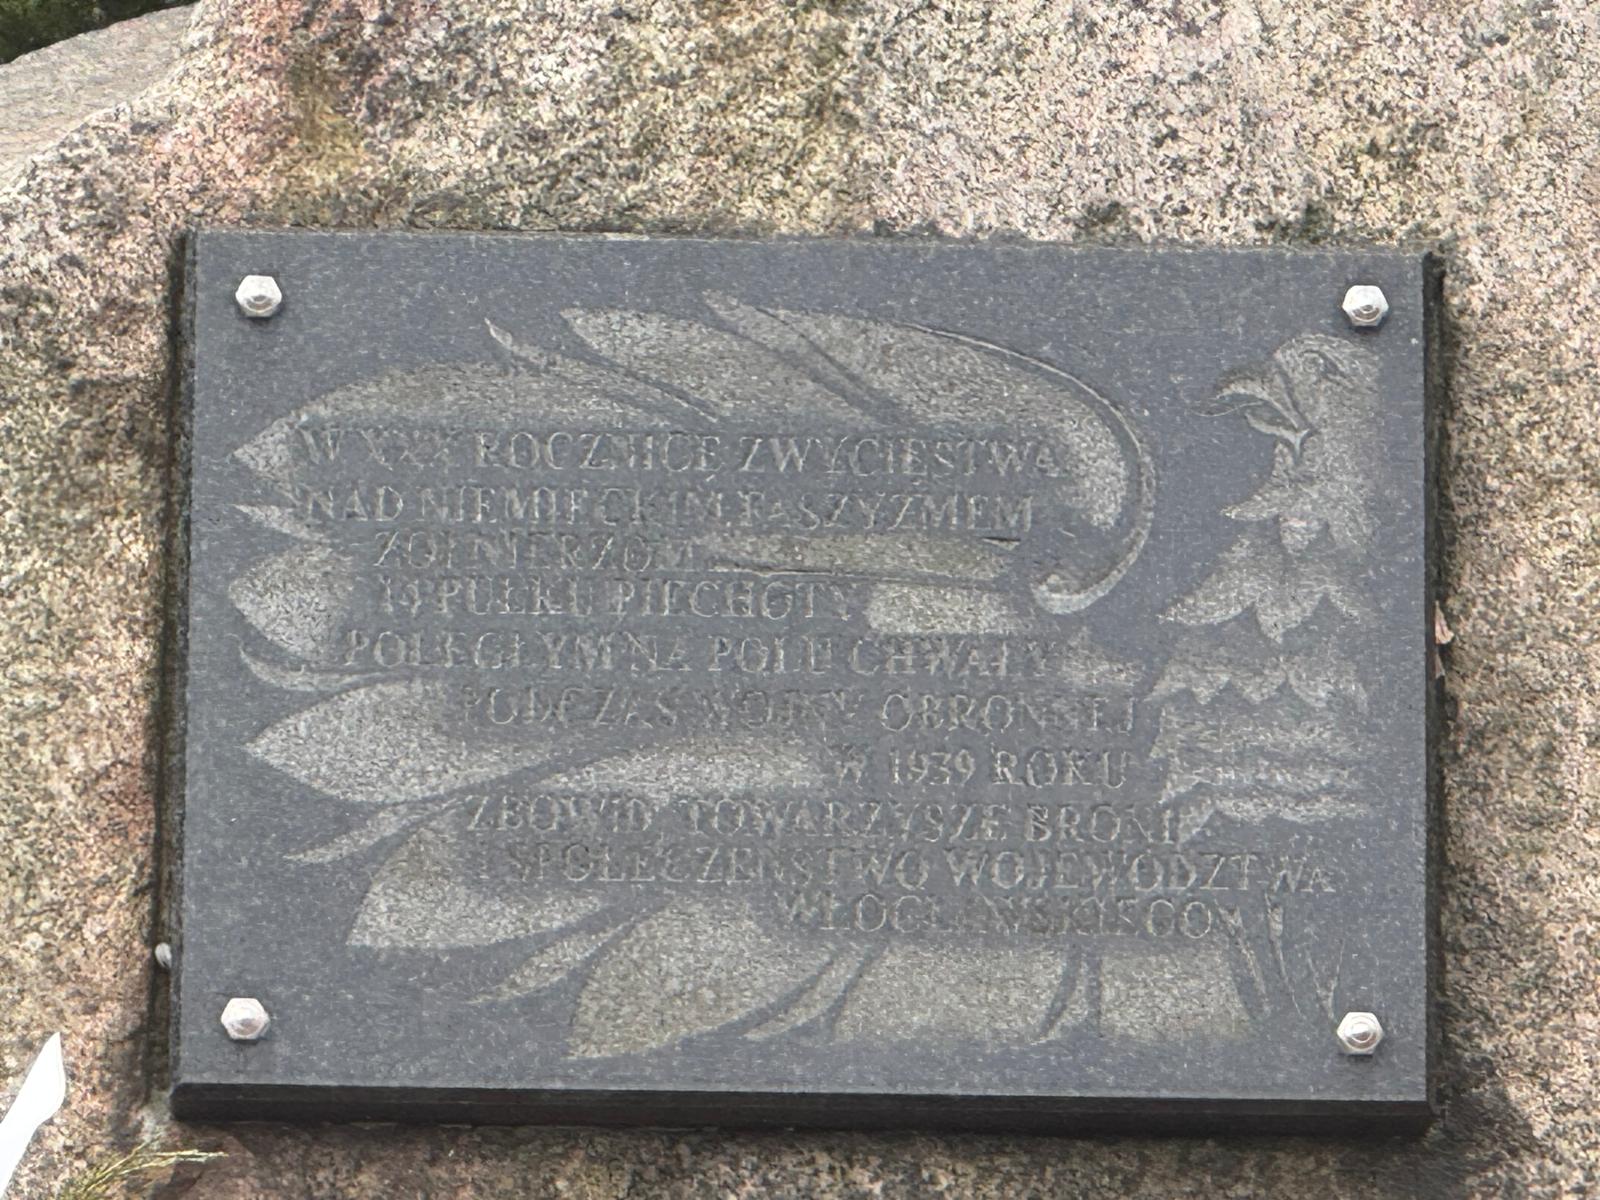 W XXX ROCZNICĘ ZWYCIĘSTWA
NAD NIEMIECKIM FASZYZMEM
ŻOŁNIERZOM
14 PUŁKU PIECHOTY
POLEGŁYM NA POLU CHWAŁY
PODCZAS WOJNY OBRONNEJ
W 1939 ROKU
ZBOWiD, TOWARZYSZE BRONI
I SPOŁECZEŃSTWO WOJEWÓDZTWA
WŁOCŁAWSKIEGO